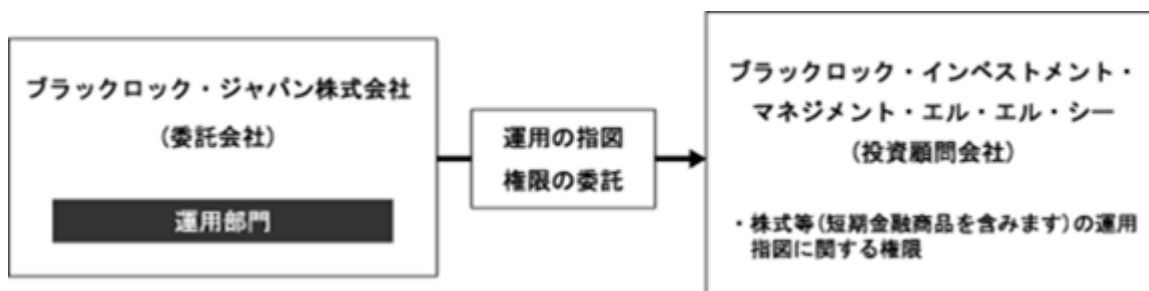 ブラックロック・ジャパン株式会社
(委託会社)
運用部門
運用の指図
権限の委託
ブラックロック・インベストメント・
マネジメント・エル・エル・シー
(投資顧問会社)
・株式等(短期金融商品を含みます)の運用
指図に関する権限